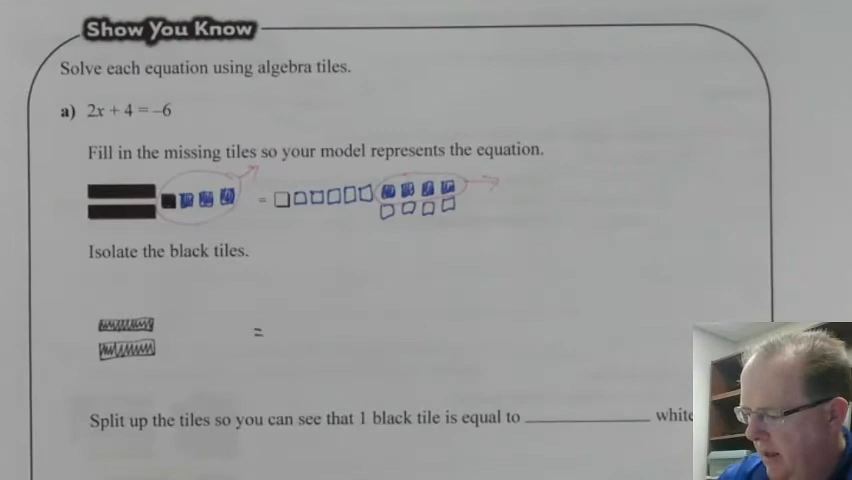 Show You Know
Solve each equation using algebra tiles.
a) 2x + 4 = –6
Fill in the missing tiles so your model represents the equation.
=
Isolate the black tiles.
=
Split up the tiles so you can see that 1 black tile is equal to __________ white